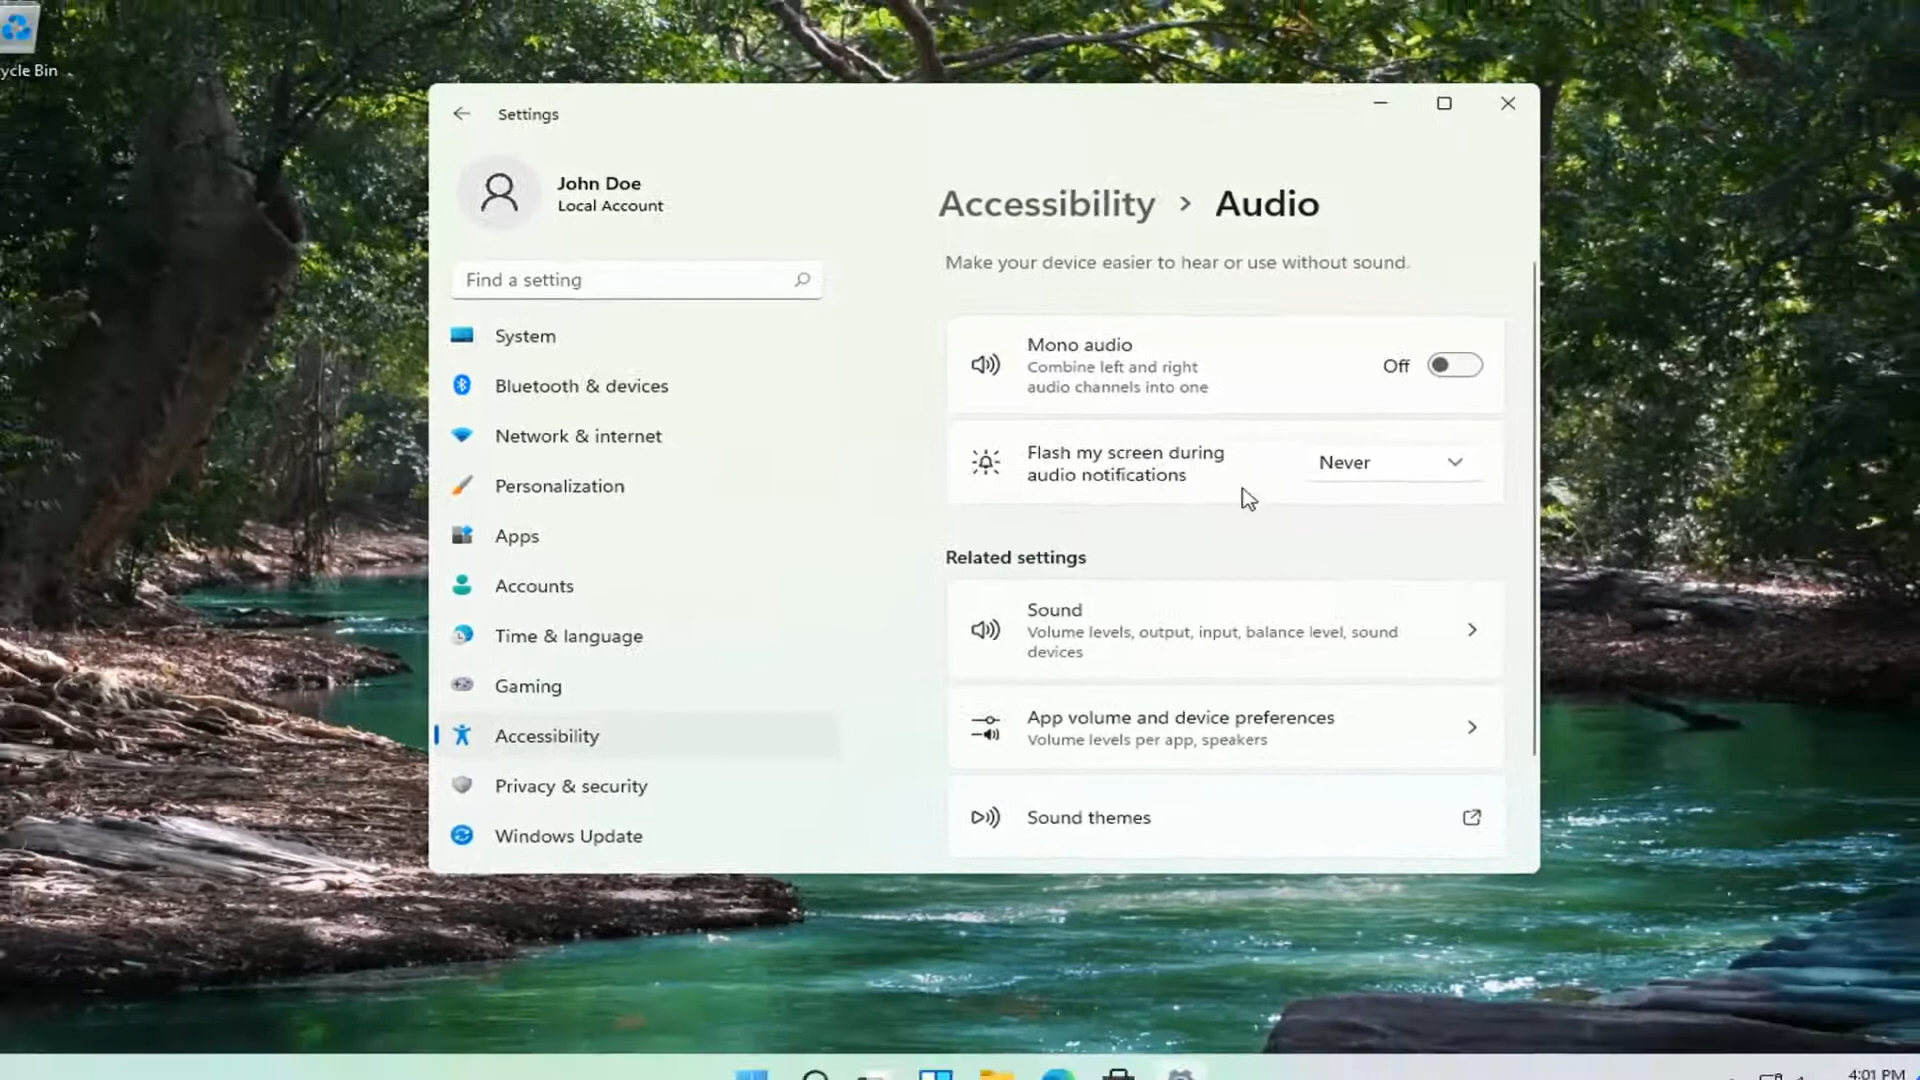 ycle Bin
Settings
John Doe
Local Account
Find a setting
System
Bluetooth & devices
Network & internet
Personalization
Apps
Accounts
Time & language
Gaming
Accessibility
Privacy & security
Windows Update
Accessibility > Audio
Make your device easier to hear or use without sound.
Mono audio
Combine left and right
audio channels into one
Off
Flash my screen during
audio notifications
Never
Related settings
Sound
Volume levels, output, input, balance level, sound
devices
App volume and device preferences
Volume levels per app, speakers
Sound themes
4:01 PM